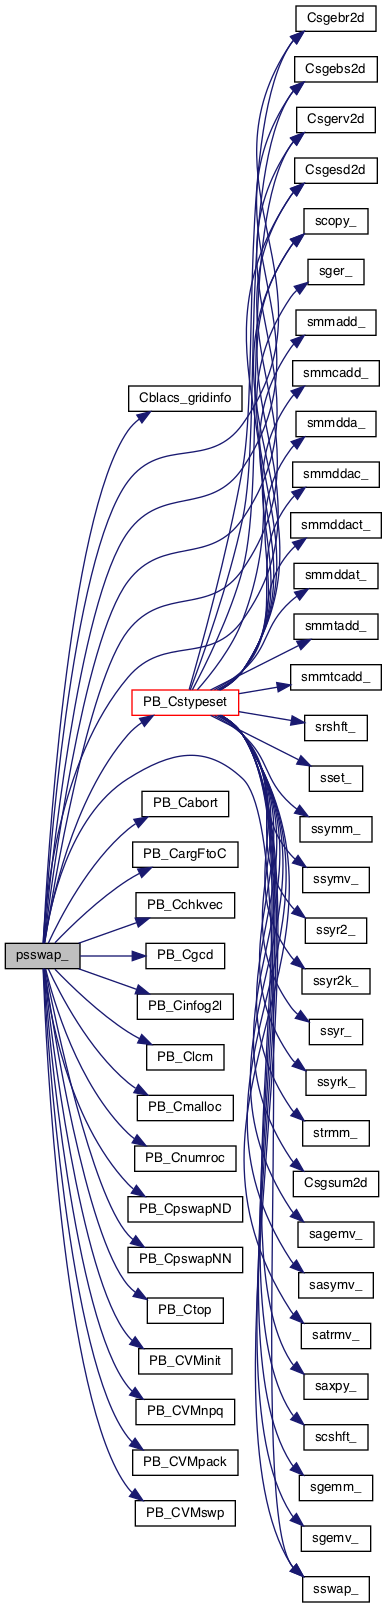 psswap_
Cblacs_gridinfo
PB_Cstypeset
PB_Cabort
PB_CargFtoC
PB_Cchkvec
PB_Cgcd
PB_Cinfog2l
PB_Clcm
PB_Cmalloc
PB_Cnumroc
PB_CpswapND
PB_CpswapNN
PB_Ctop
PB_CVMinit
PB_CVMnpq
PB_CVMpack
PB_CVMswp
Csgebr2d
Csgebs2d
Csgerv2d
Csgesd2d
scopy_
sger_
smmadd_
smmcadd_
smmdda_
smmddac_
smmddact_
smmddat_
smmtadd_
smmtcadd_
srshft_
sset_
ssymm_
ssymv_
ssyr2_
ssyr2k_
ssyr_
ssyrk_
strmm_
Csgsum2d
sagemv_
sasymv_
satrmv_
saxpy_
scshft_
sgemm_
sgemv_
sswap_